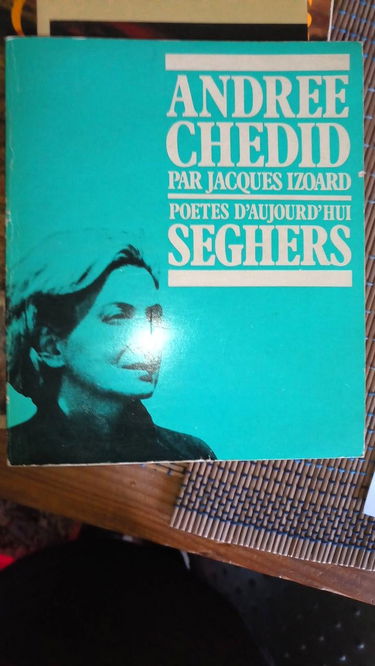 ANDREE
CHEDID
PAR JACQUES IZOARD
POETES D'AUJOURD'HUI
SEGHERS